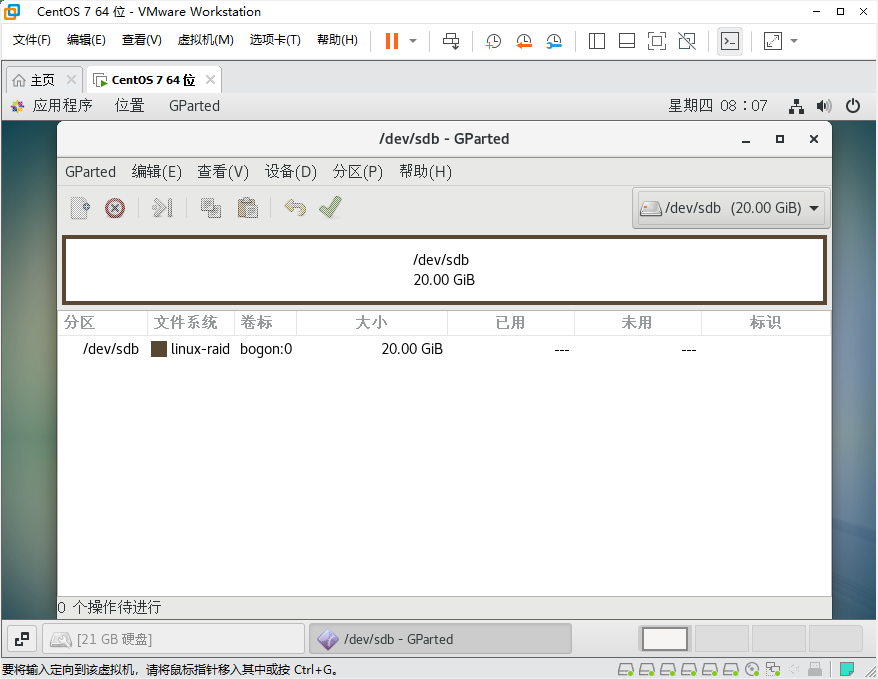 CentOS 7 64 位 - VMware Workstation
文件(F) 编辑(E) 查看(V) 虚拟机(M) 选项卡(T) 帮助(H)
主页 CentOS 7 64 位
应用程序 位置 GParted 星期四 08：07
/dev/sdb - GParted
GParted 编辑(E) 查看(V) 设备(D) 分区(P) 帮助(H)
/dev/sdb (20.00 GiB)
/dev/sdb
20.00 GiB
分区 文件系统 卷标 大小 已用 未用 标识
/dev/sdb linux-raid bogon:0 20.00 GiB --- ---
0 个操作待进行
[21 GB 硬盘] /dev/sdb - GParted
要将输入定向到该虚拟机，请将鼠标指针移入其中或按 Ctrl+G。